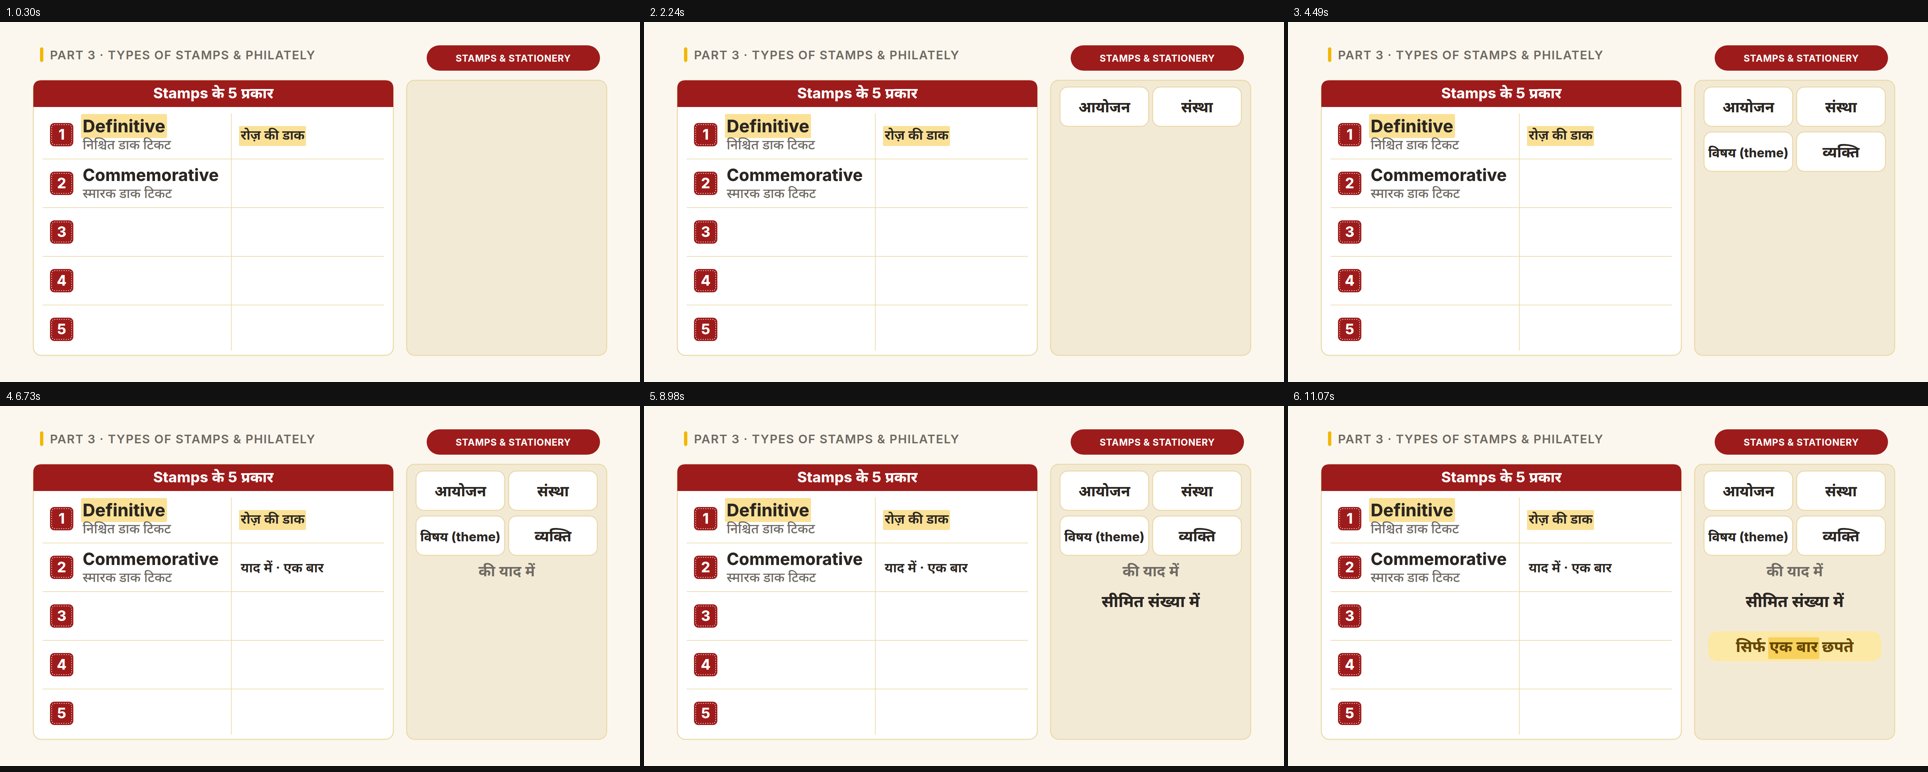 1. 0.30s
PART 3 · TYPES OF STAMPS & PHILATELY
STAMPS & STATIONERY
Stamps के 5 प्रकार
1
Definitive
निश्चित डाक टिकट
रोज़ की डाक
2
Commemorative
स्मारक डाक टिकट
3
4
5
2. 2.24s
PART 3 · TYPES OF STAMPS & PHILATELY
STAMPS & STATIONERY
Stamps के 5 प्रकार
1
Definitive
निश्चित डाक टिकट
रोज़ की डाक
2
Commemorative
स्मारक डाक टिकट
3
4
5
आयोजन
संस्था
3. 4.49s
PART 3 · TYPES OF STAMPS & PHILATELY
STAMPS & STATIONERY
Stamps के 5 प्रकार
1
Definitive
निश्चित डाक टिकट
रोज़ की डाक
2
Commemorative
स्मारक डाक टिकट
3
4
5
आयोजन
संस्था
विषय (theme)
व्यक्ति
4. 6.73s
PART 3 · TYPES OF STAMPS & PHILATELY
STAMPS & STATIONERY
Stamps के 5 प्रकार
1
Definitive
निश्चित डाक टिकट
रोज़ की डाक
2
Commemorative
स्मारक डाक टिकट
याद में · एक बार
3
4
5
आयोजन
संस्था
विषय (theme)
व्यक्ति
की याद में
5. 8.98s
PART 3 · TYPES OF STAMPS & PHILATELY
STAMPS & STATIONERY
Stamps के 5 प्रकार
1
Definitive
निश्चित डाक टिकट
रोज़ की डाक
2
Commemorative
स्मारक डाक टिकट
याद में · एक बार
3
4
5
आयोजन
संस्था
विषय (theme)
व्यक्ति
की याद में
सीमित संख्या में
6. 11.07s
PART 3 · TYPES OF STAMPS & PHILATELY
STAMPS & STATIONERY
Stamps के 5 प्रकार
1
Definitive
निश्चित डाक टिकट
रोज़ की डाक
2
Commemorative
स्मारक डाक टिकट
याद में · एक बार
3
4
5
आयोजन
संस्था
विषय (theme)
व्यक्ति
की याद में
सीमित संख्या में
सिर्फ एक बार छपते